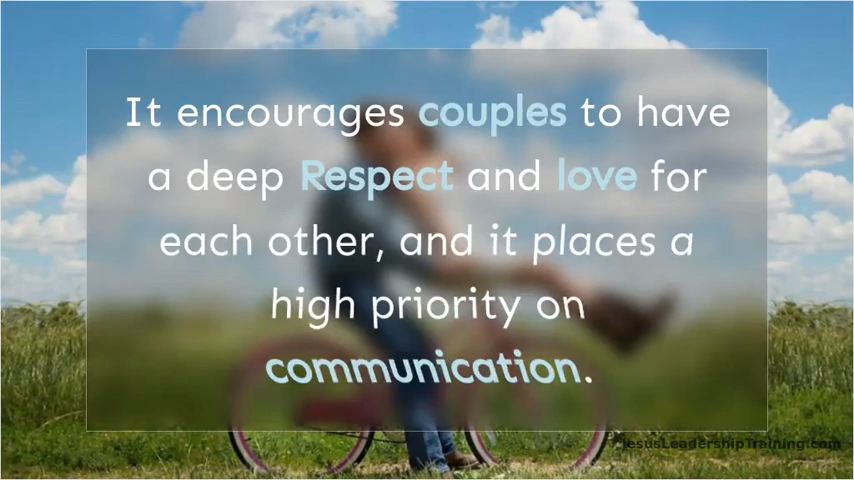 It encourages couples to have
a deep Respect and love for
each other, and it places a
high priority on
communication.
JesusLeadershipTraining.com